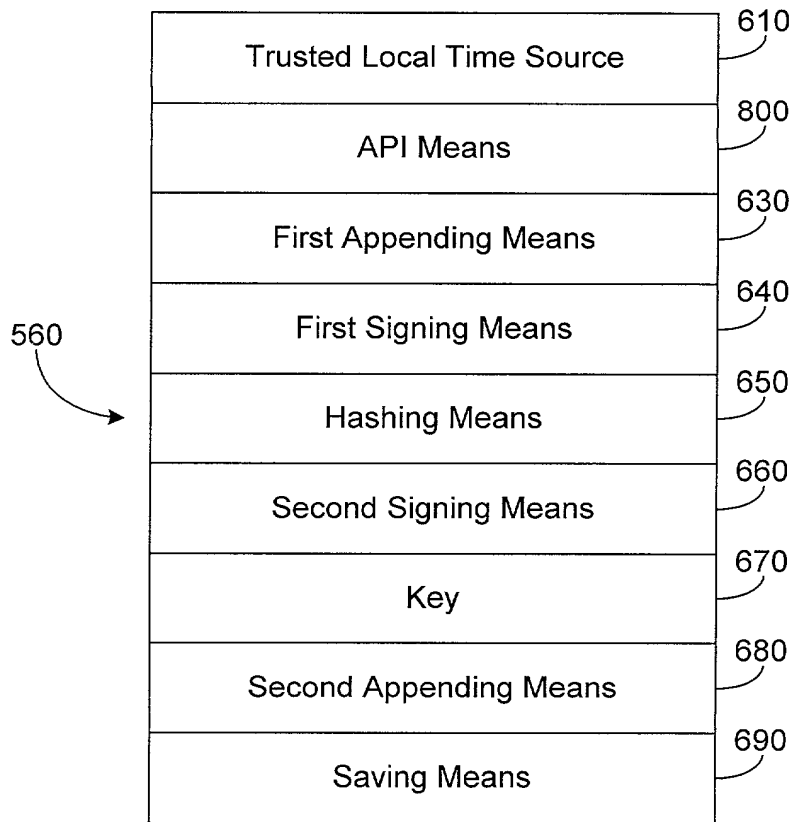 610
Trusted Local Time Source
800
API Means
630
First Appending Means
640
First Signing Means
560
650
Hashing Means
660
Second Signing Means
670
Key
680
Second Appending Means
690
Saving Means